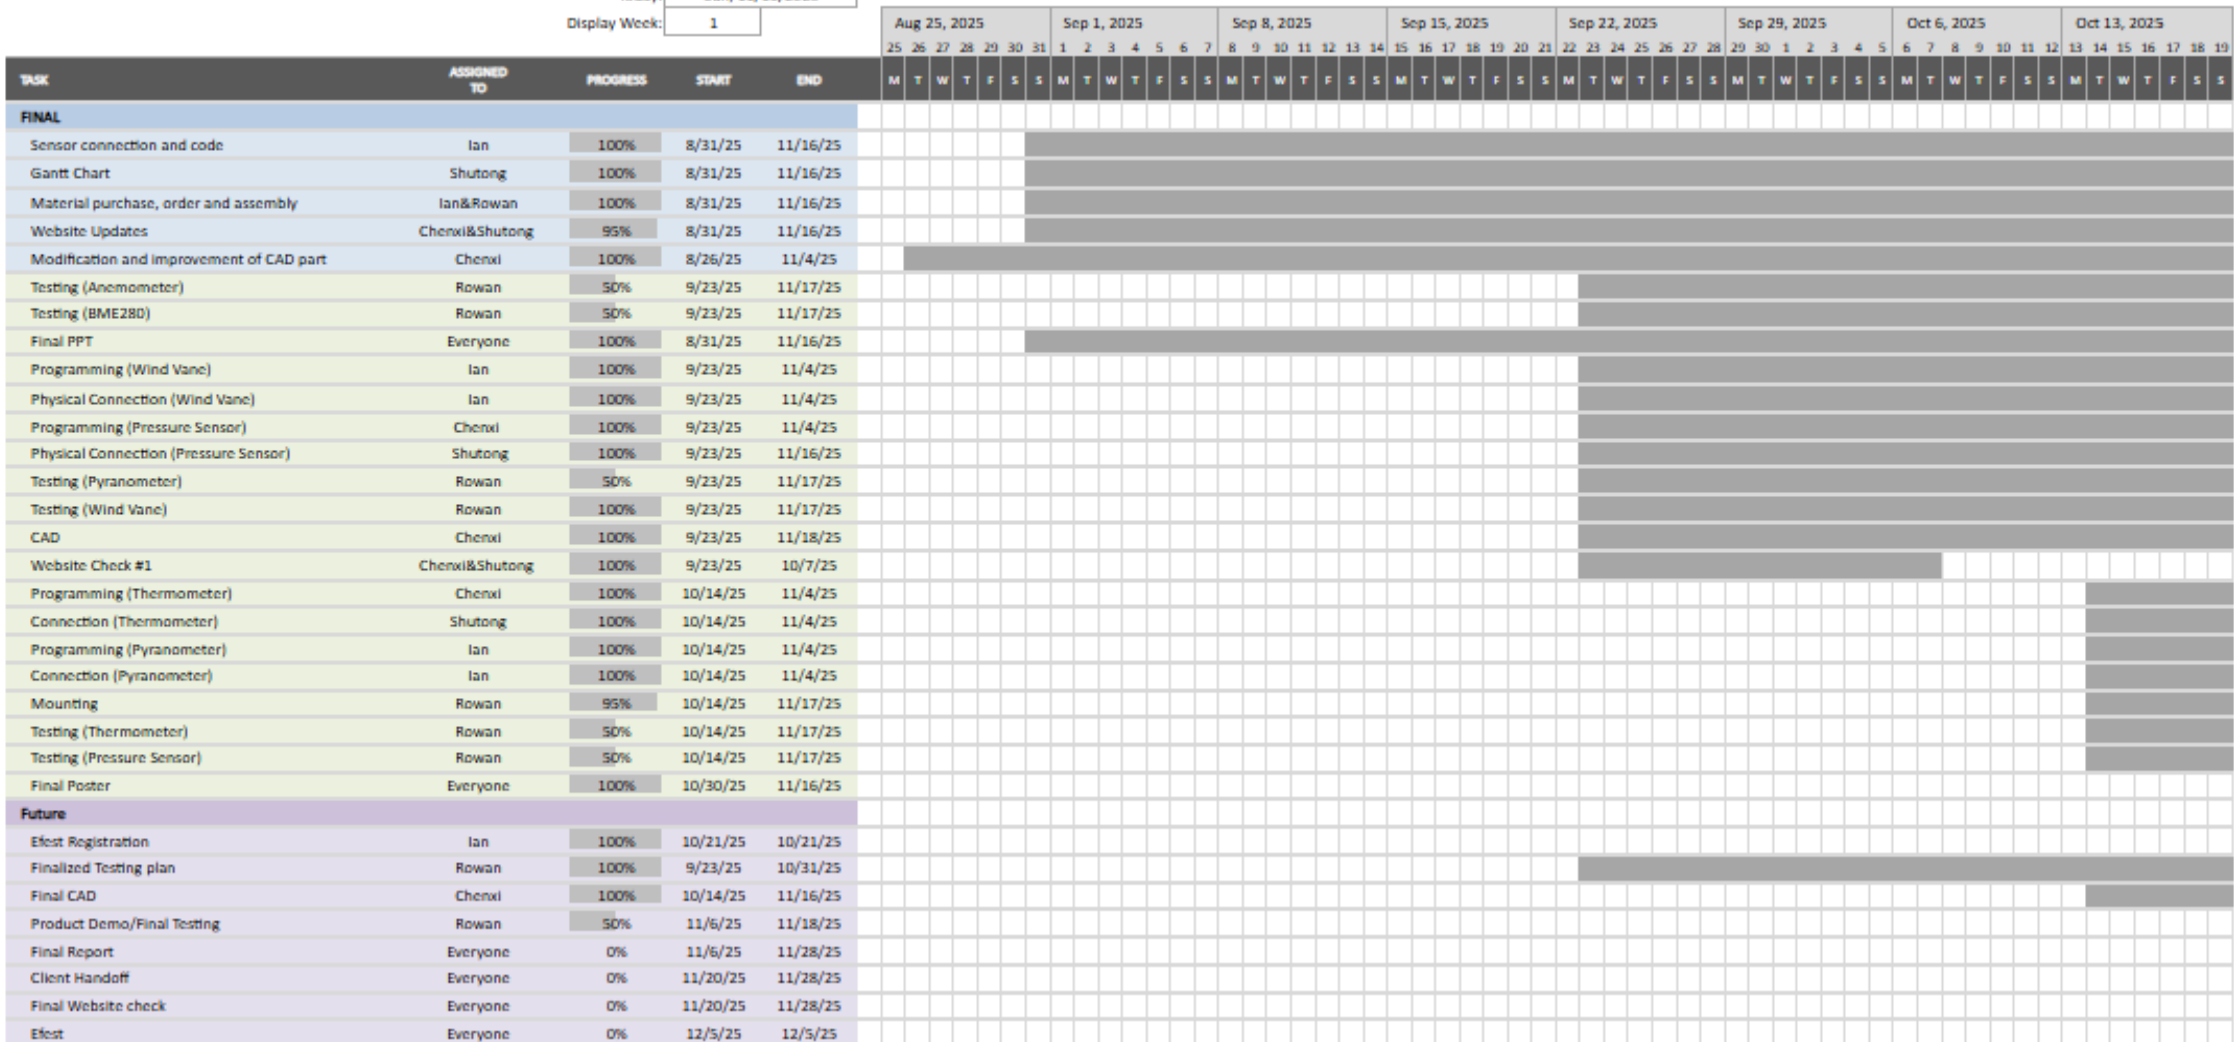 Display Week: 1
Aug 25, 2025 Sep 1, 2025 Sep 8, 2025 Sep 15, 2025 Sep 22, 2025 Sep 29, 2025 Oct 6, 2025 Oct 13, 2025
25 26 27 28 29 30 31 1 2 3 4 5 6 7 8 9 10 11 12 13 14 15 16 17 18 19 20 21 22 23 24 25 26 27 28 29 30 1 2 3 4 5 6 7 8 9 10 11 12 13 14 15 16 17 18 19
TASK ASSIGNED TO PROGRESS START END M T W T F S S M T W T F S S M T W T F S S M T W T F S S M T W T F S S M T W T F S S M T W T F S S M T W T F S S
FINAL
Sensor connection and code Ian 100% 8/31/25 11/16/25
Gantt Chart Shutong 100% 8/31/25 11/16/25
Material purchase, order and assembly Ian&Rowan 100% 8/31/25 11/16/25
Website Updates Chenxi&Shutong 95% 8/31/25 11/16/25
Modification and improvement of CAD part Chenxi 100% 8/26/25 11/4/25
Testing (Anemometer) Rowan 50% 9/23/25 11/17/25
Testing (BME280) Rowan 50% 9/23/25 11/17/25
Final PPT Everyone 100% 8/31/25 11/16/25
Programming (Wind Vane) Ian 100% 9/23/25 11/4/25
Physical Connection (Wind Vane) Ian 100% 9/23/25 11/4/25
Programming (Pressure Sensor) Chenxi 100% 9/23/25 11/4/25
Physical Connection (Pressure Sensor) Shutong 100% 9/23/25 11/16/25
Testing (Pyranometer) Rowan 50% 9/23/25 11/17/25
Testing (Wind Vane) Rowan 100% 9/23/25 11/17/25
CAD Chenxi 100% 9/23/25 11/18/25
Website Check #1 Chenxi&Shutong 100% 9/23/25 10/7/25
Programming (Thermometer) Chenxi 100% 10/14/25 11/4/25
Connection (Thermometer) Shutong 100% 10/14/25 11/4/25
Programming (Pyranometer) Ian 100% 10/14/25 11/4/25
Connection (Pyranometer) Ian 100% 10/14/25 11/4/25
Mounting Rowan 95% 10/14/25 11/17/25
Testing (Thermometer) Rowan 50% 10/14/25 11/17/25
Testing (Pressure Sensor) Rowan 50% 10/14/25 11/17/25
Final Poster Everyone 100% 10/30/25 11/16/25
Future
Efest Registration Ian 100% 10/21/25 10/21/25
Finalized Testing plan Rowan 100% 9/23/25 10/31/25
Final CAD Chenxi 100% 10/14/25 11/16/25
Product Demo/Final Testing Rowan 50% 11/6/25 11/18/25
Final Report Everyone 0% 11/6/25 11/28/25
Client Handoff Everyone 0% 11/20/25 11/28/25
Final Website check Everyone 0% 11/20/25 11/28/25
Efest Everyone 0% 12/5/25 12/5/25